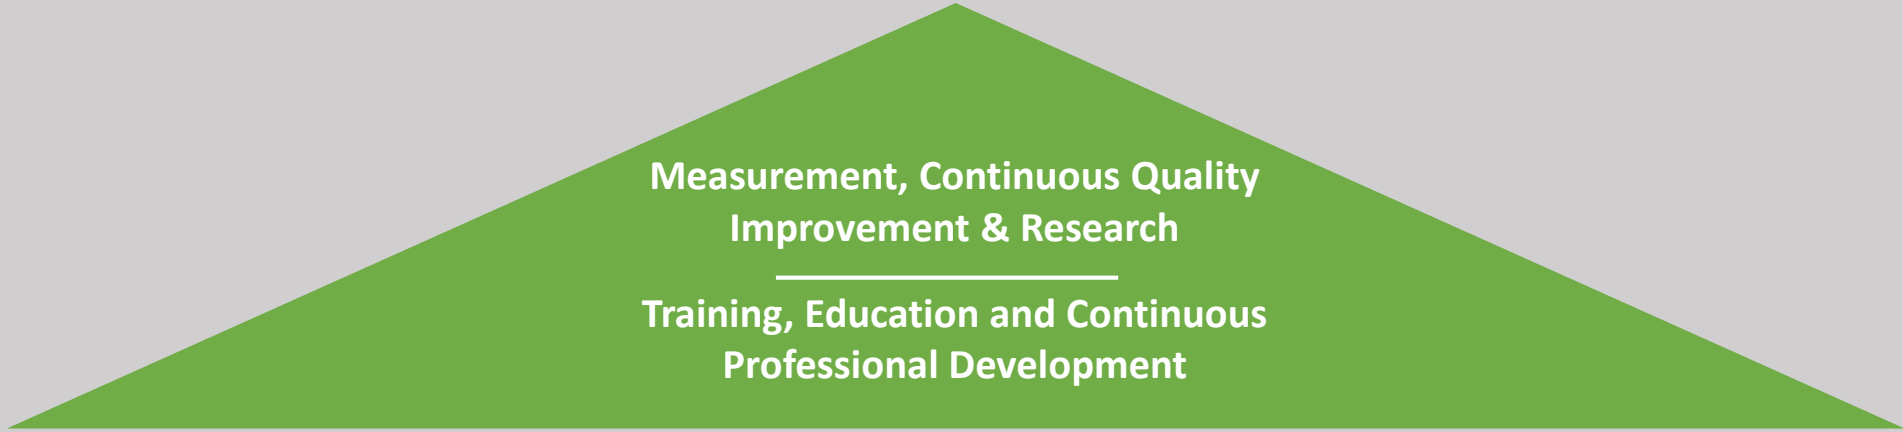 Measurement, Continuous Quality
Improvement & Research
Training, Education and Continuous
Professional Development